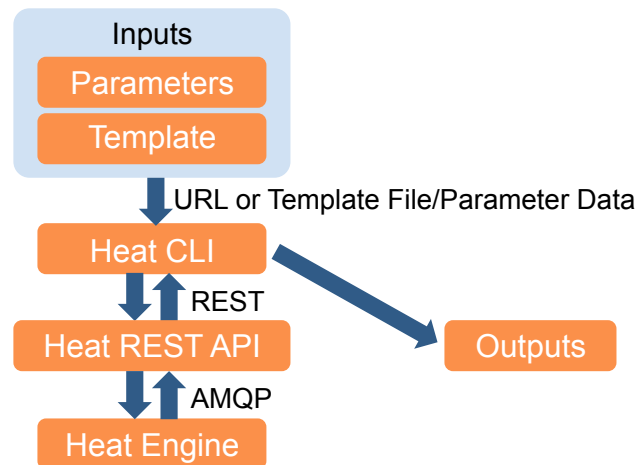 Inputs
Parameters
Template
URL or Template File/Parameter Data
Heat CLI
REST
Heat REST API
Outputs
AMQP
Heat Engine